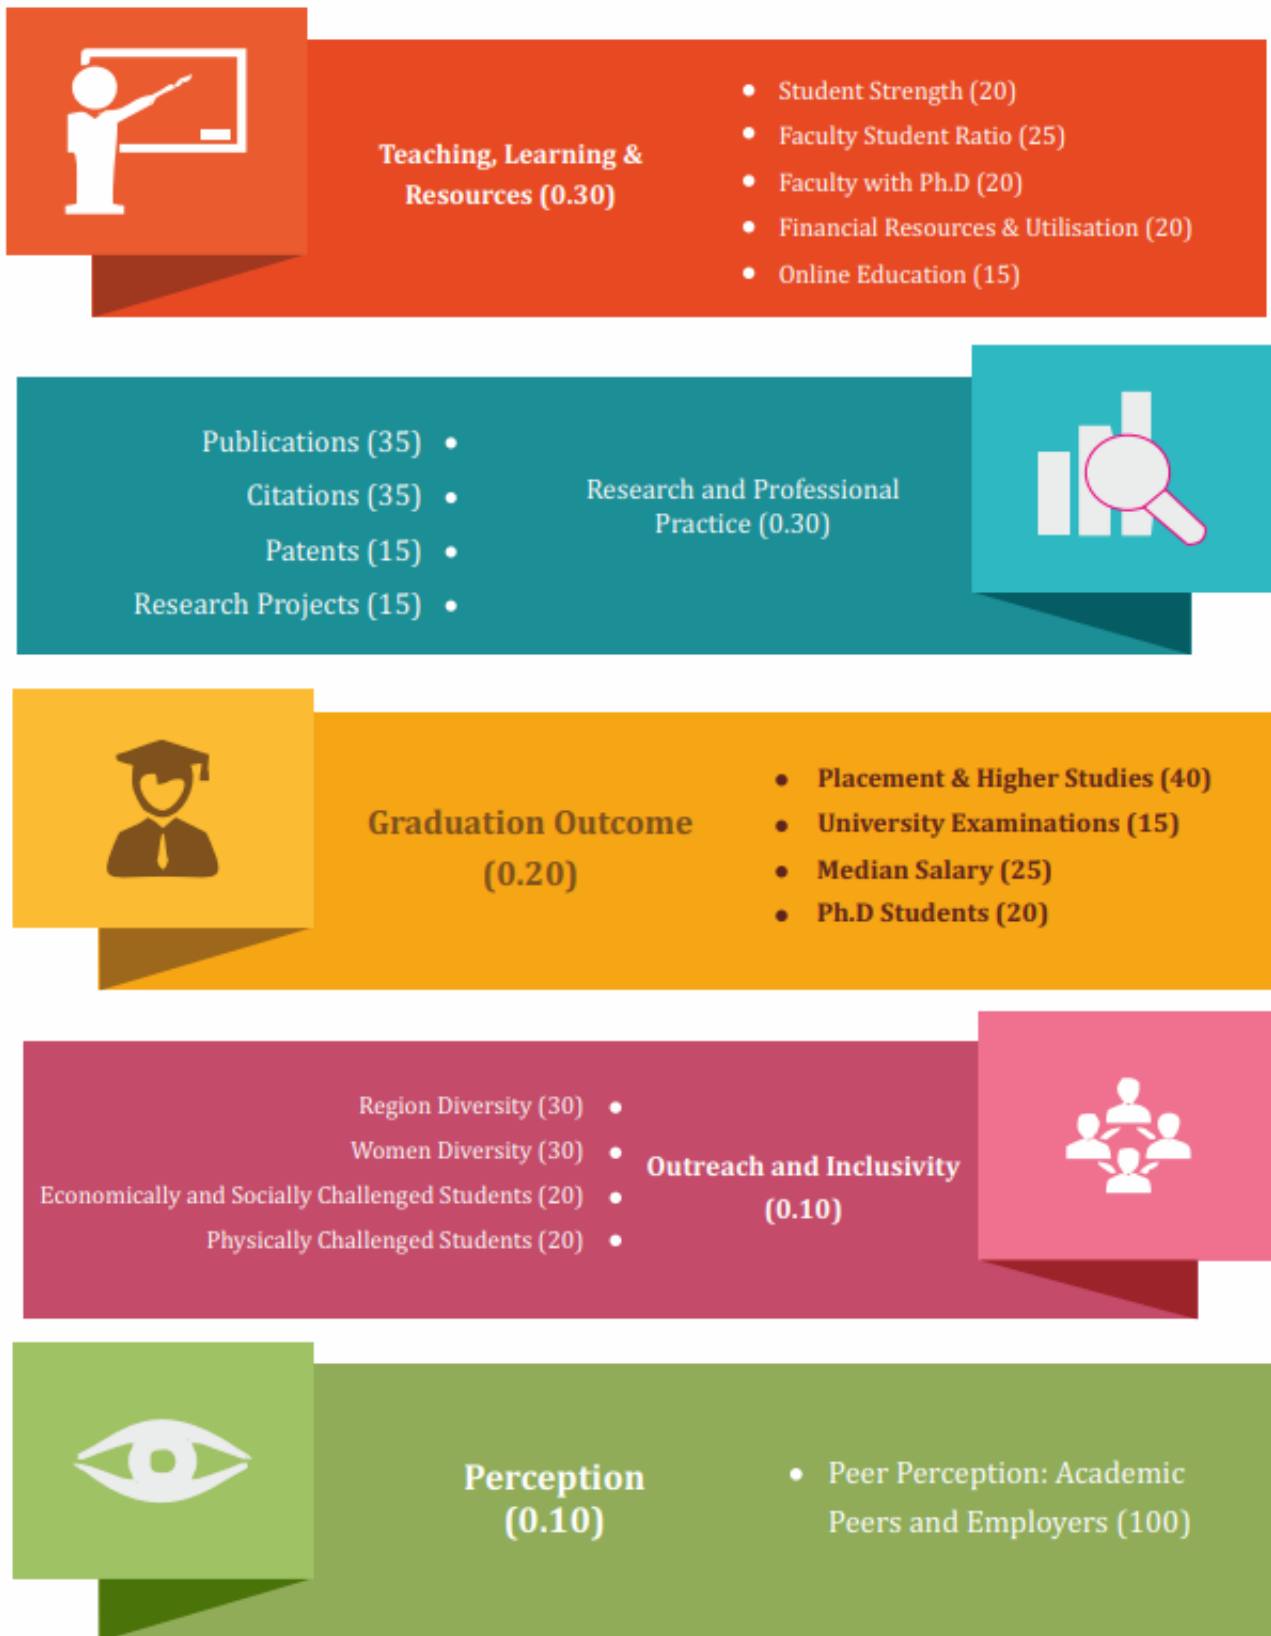 Teaching, Learning &
Resources (0.30)
• Student Strength (20)
• Faculty Student Ratio (25)
• Faculty with Ph.D (20)
• Financial Resources & Utilisation (20)
• Online Education (15)
Publications (35) •
Citations (35) •
Patents (15) •
Research Projects (15) •
Research and Professional
Practice (0.30)
Graduation Outcome
(0.20)
• Placement & Higher Studies (40)
• University Examinations (15)
• Median Salary (25)
• Ph.D Students (20)
Region Diversity (30) •
Women Diversity (30) •
Economically and Socially Challenged Students (20) •
Physically Challenged Students (20) •
Outreach and Inclusivity
(0.10)
Perception
(0.10)
• Peer Perception: Academic
Peers and Employers (100)